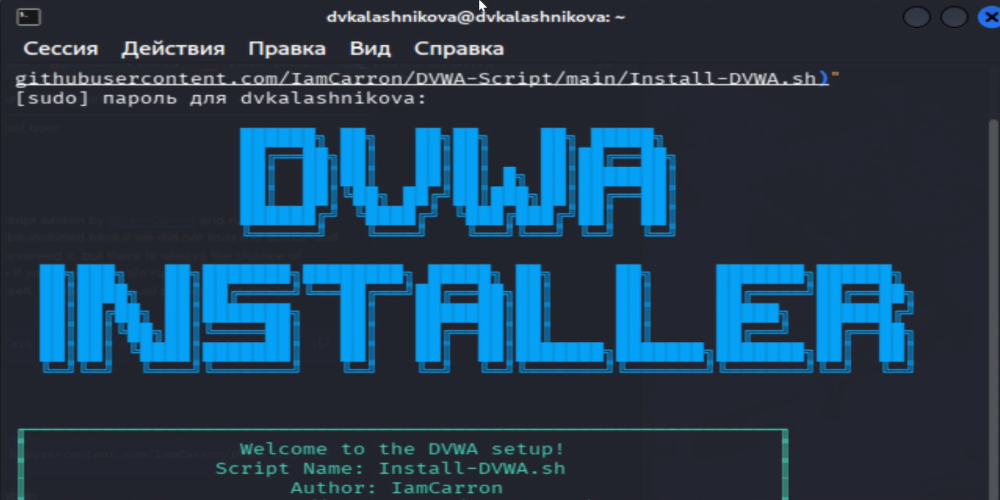 dvkalashnikova@dvkalashnikova: ~
Сессия Действия Правка Вид Справка
githubusercontent.com/IamCarron/DVWA-Script/main/Install-DVWA.sh)"
[sudo] пароль для dvkalashnikova:
DVWA
INSTALLER
Welcome to the DVWA setup!
Script Name: Install-DVWA.sh
Author: IamCarron